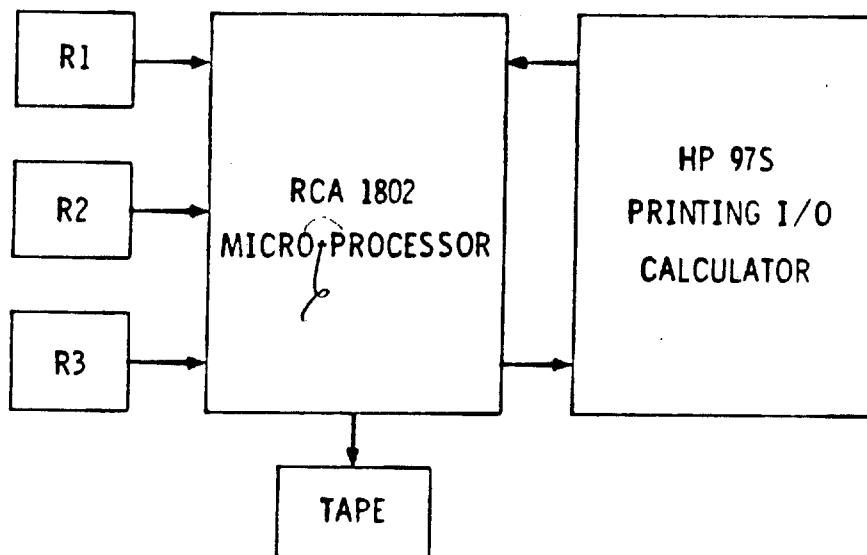 R1
R2
R3
RCA 1802
MICRO-PROCESSOR
HP 97S
PRINTING I/O
CALCULATOR
TAPE